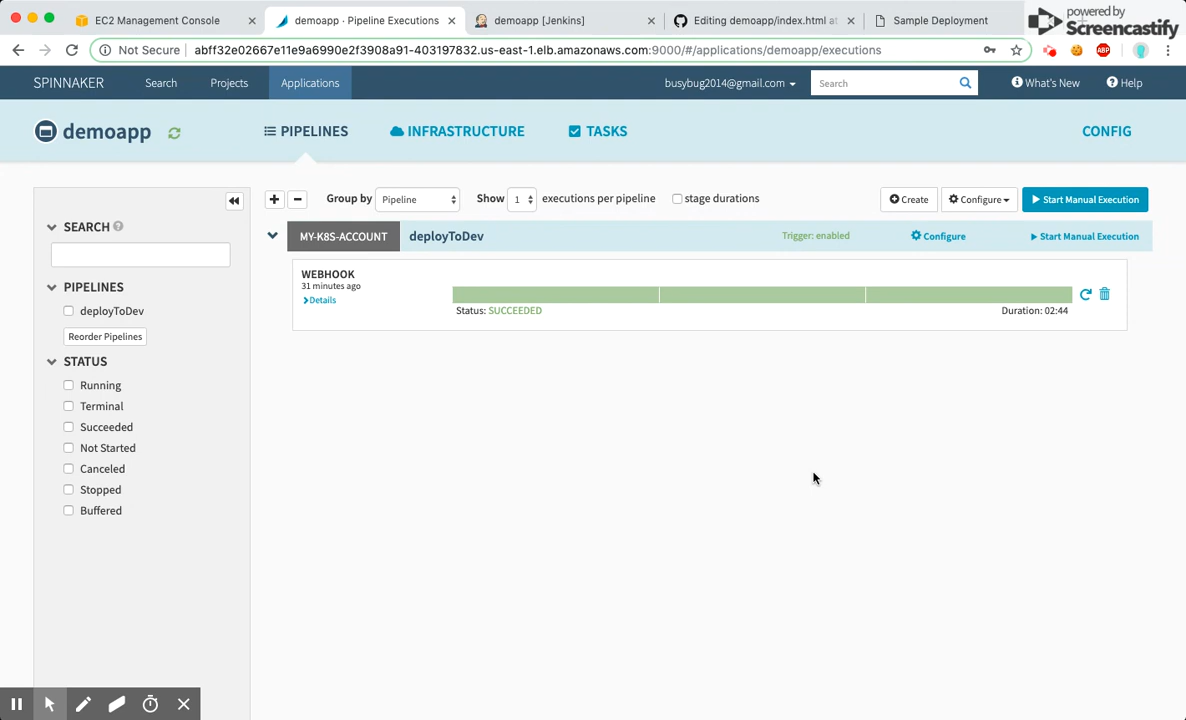 EC2 Management Console
demoapp · Pipeline Executions
demoapp [Jenkins]
Editing demoapp/index.html at
Sample Deployment
powered by
Screencastify
Not Secure
abff32e02667e11e9a6990e2f3908a91-403197832.us-east-1.elb.amazonaws.com:9000/#/applications/demoapp/executions
ABP
SPINNAKER
Search
Projects
Applications
busybug2014@gmail.com
Search
What's New
Help
demoapp
PIPELINES
INFRASTRUCTURE
TASKS
CONFIG
Group by
Pipeline
Show
1
executions per pipeline
stage durations
Create
Configure
Start Manual Execution
SEARCH
PIPELINES
deployToDev
Reorder Pipelines
STATUS
Running
Terminal
Succeeded
Not Started
Canceled
Stopped
Buffered
MY-K8S-ACCOUNT
deployToDev
Trigger: enabled
Configure
Start Manual Execution
WEBHOOK
31 minutes ago
Details
Status: SUCCEEDED
Duration: 02:44